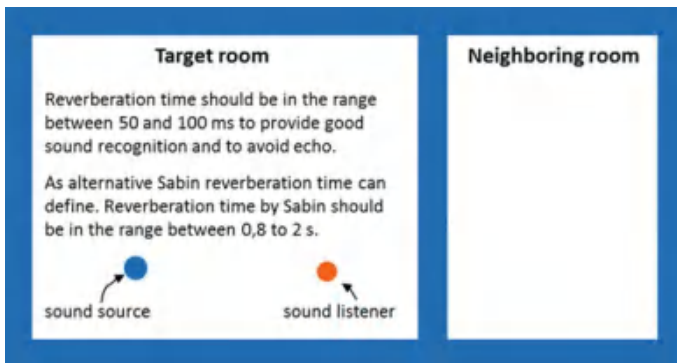 Target room
Reverberation time should be in the range
between 50 and 100 ms to provide good
sound recognition and to avoid echo.
As alternative Sabin reverberation time can
define. Reverberation time by Sabin should
be in the range between 0,8 to 2 s.
sound source
sound listener
Neighboring room